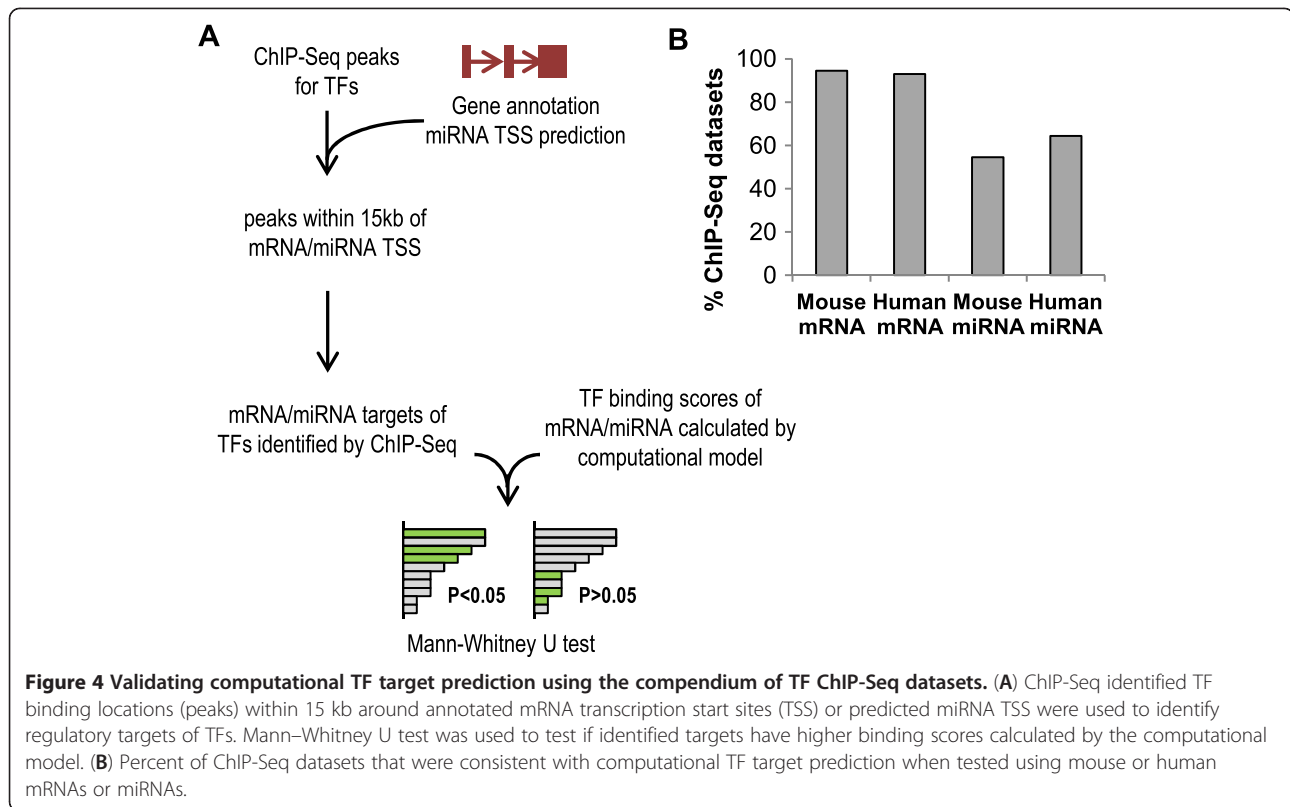 A
ChIP-Seq peaks
for TFs
Gene annotation
miRNA TSS prediction
peaks within 15kb of
mRNA/miRNA TSS
mRNA/miRNA targets of
TFs identified by ChIP-Seq
TF binding scores of
mRNA/miRNA calculated by
computational model
P<0.05
P>0.05
Mann-Whitney U test
B
% ChIP-Seq datasets
100
80
60
40
20
0
Mouse Human Mouse Human
mRNA mRNA miRNA miRNA
Figure 4 Validating computational TF target prediction using the compendium of TF ChIP-Seq datasets. (A) ChIP-Seq identified TF
binding locations (peaks) within 15 kb around annotated mRNA transcription start sites (TSS) or predicted miRNA TSS were used to identify
regulatory targets of TFs. Mann–Whitney U test was used to test if identified targets have higher binding scores calculated by the computational
model. (B) Percent of ChIP-Seq datasets that were consistent with computational TF target prediction when tested using mouse or human
mRNAs or miRNAs.